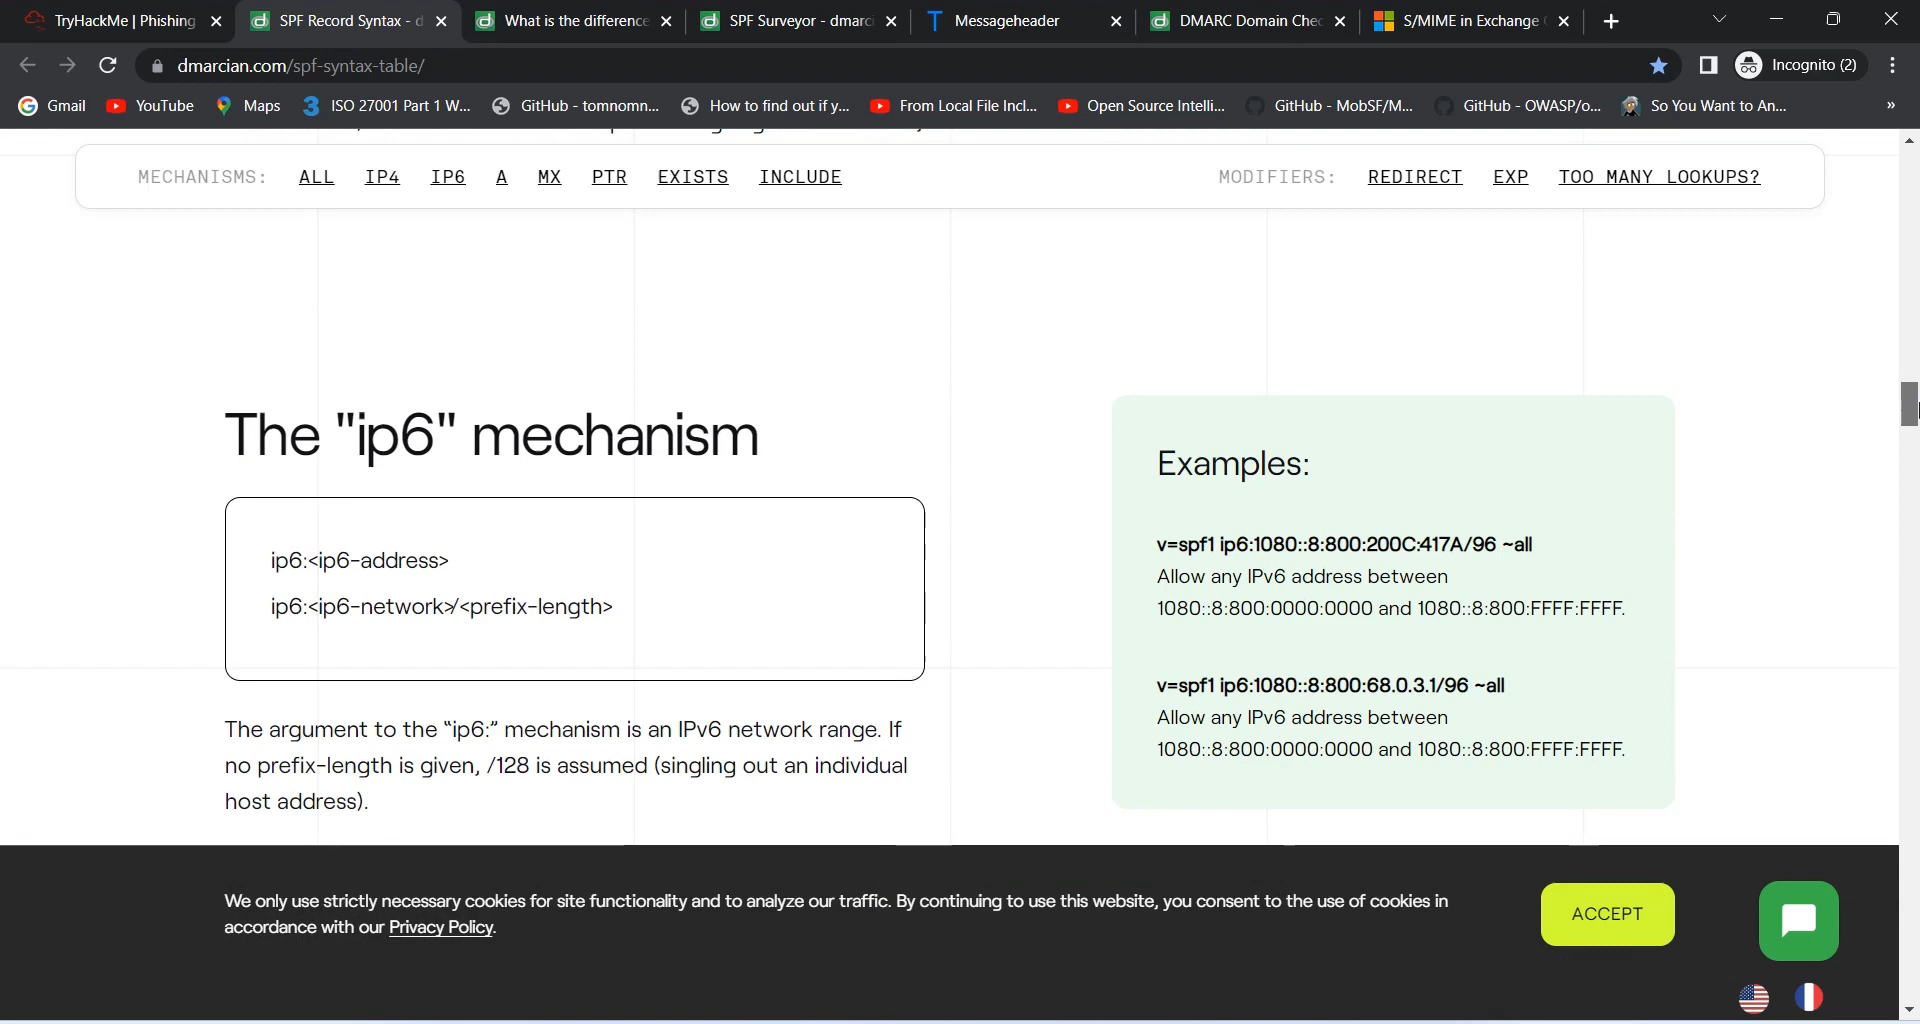 TryHackMe | Phishing
SPF Record Syntax - d
What is the difference
SPF Surveyor - dmarci
Messageheader
DMARC Domain Chec
S/MIME in Exchange
dmarcian.com/spf-syntax-table/
Incognito (2)
Gmail
YouTube
Maps
ISO 27001 Part 1 W...
GitHub - tomnomn...
How to find out if y...
From Local File Incl...
Open Source Intelli...
GitHub - MobSF/M...
GitHub - OWASP/o...
So You Want to An...
»
MECHANISMS: ALL IP4 IP6 A MX PTR EXISTS INCLUDE
MODIFIERS: REDIRECT EXP TOO MANY LOOKUPS?
The "ip6" mechanism
ip6:<ip6-address>
ip6:<ip6-network>/<prefix-length>
The argument to the “ip6:” mechanism is an IPv6 network range. If
no prefix-length is given, /128 is assumed (singling out an individual
host address).
Examples:
v=spf1 ip6:1080::8:800:200C:417A/96 ~all
Allow any IPv6 address between
1080::8:800:0000:0000 and 1080::8:800:FFFF:FFFF.
v=spf1 ip6:1080::8:800:68.0.3.1/96 ~all
Allow any IPv6 address between
1080::8:800:0000:0000 and 1080::8:800:FFFF:FFFF.
We only use strictly necessary cookies for site functionality and to analyze our traffic. By continuing to use this website, you consent to the use of cookies in
accordance with our Privacy Policy.
ACCEPT